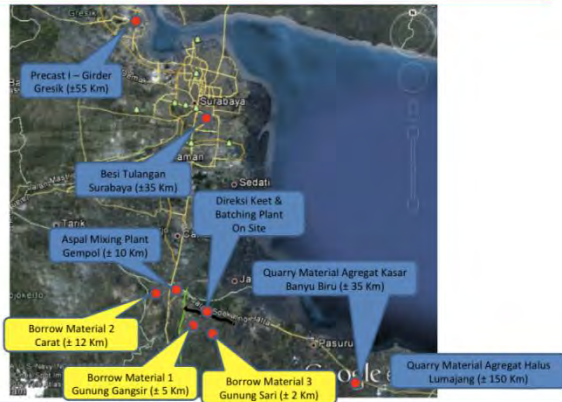 Gresik
Precast I – Girder
Gresik
(±55 Km)
Surabaya
Besi Tulangan
Surabaya (±35 Km)
Sedati
Direksi Keet &
Batching Plant
On Site
Tarik
Aspal Mixing Plant
Gempol (± 10 Km)
Quarry Material Agregat Kasar
Banyu Biru (± 35 Km)
Borrow Material 2
Carat (± 12 Km)
Pasuru
Borrow Material 1
Gunung Gangsir (± 5 Km)
Borrow Material 3
Gunung Sari (± 2 Km)
Google
Quarry Material Agregat Halus
Lumajang (± 150 Km)